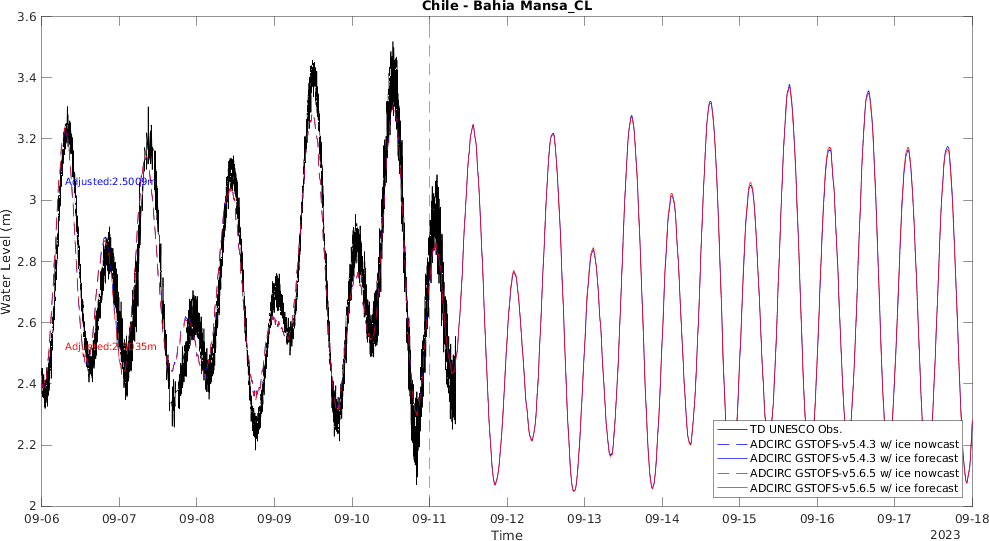 Chile - Bahia Mansa_CL
3.6
3.4
3.2
3
2.8
2.6
2.4
2.2
2
Water Level (m)
Adjusted:2.5009m
TD UNESCO Obs.
ADCIRC GSTOFS-v5.4.3 w/ ice nowcast
ADCIRC GSTOFS-v5.4.3 w/ ice forecast
ADCIRC GSTOFS-v5.6.5 w/ ice nowcast
ADCIRC GSTOFS-v5.6.5 w/ ice forecast
09-06 09-07 09-08 09-09 09-10 09-11 09-12 09-13 09-14 09-15 09-16 09-17 09-18
Time
2023